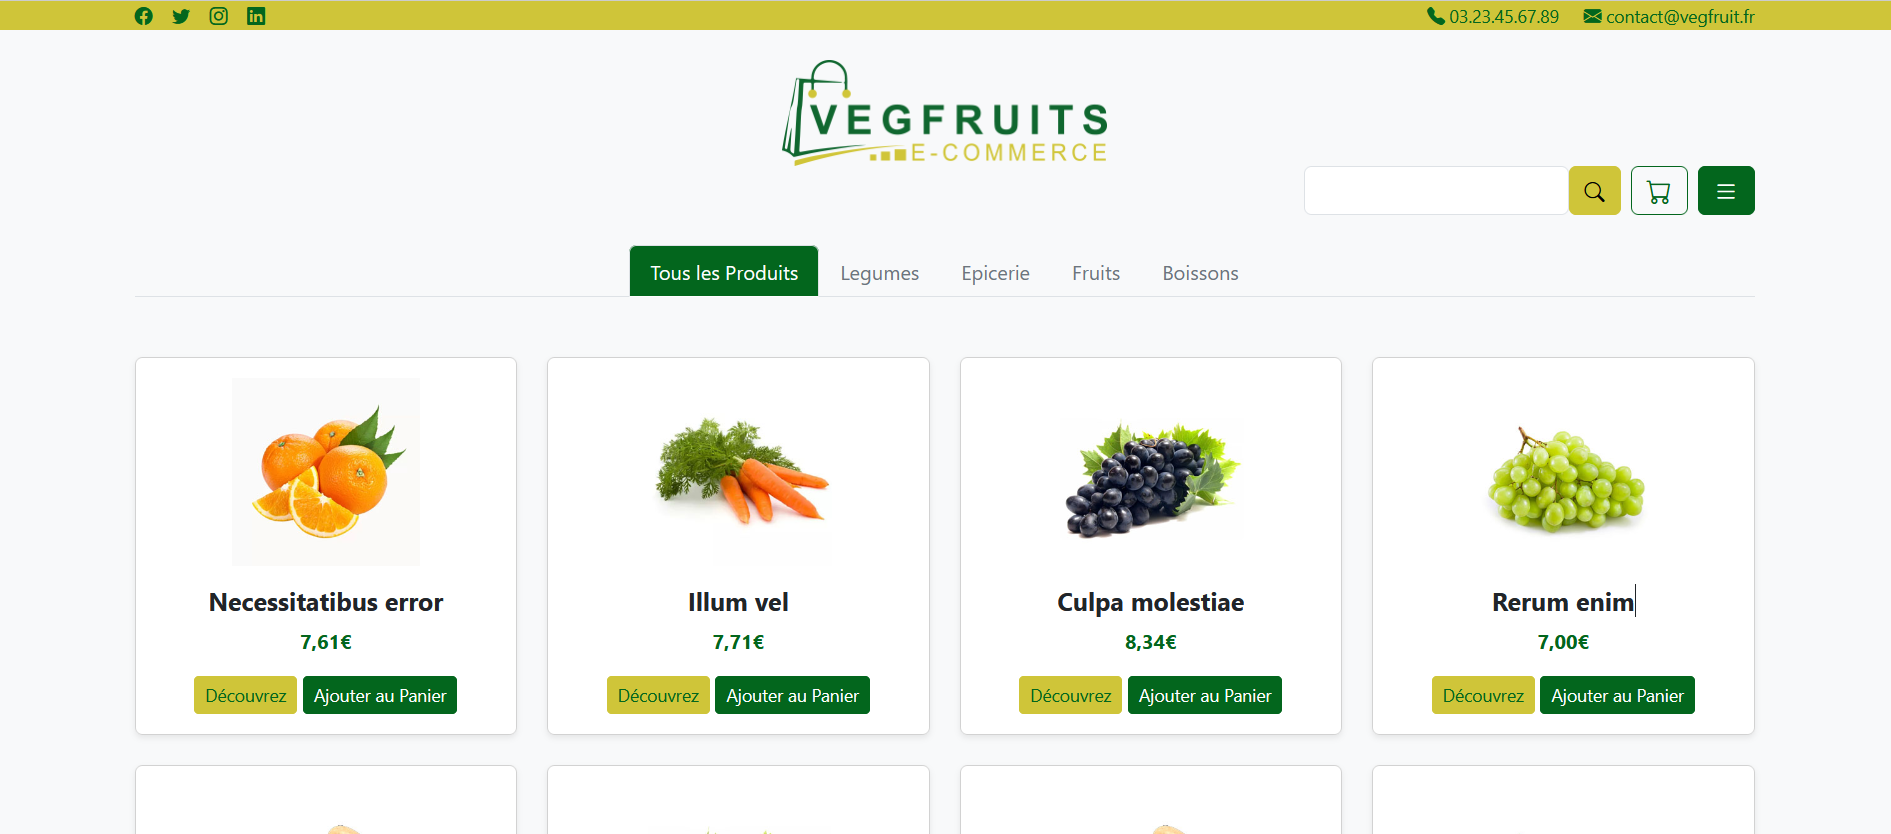 03.23.45.67.89 contact@vegfruit.fr
VEGFRUITS
E-COMMERCE
Tous les Produits Legumes Epicerie Fruits Boissons
Necessitatibus error
7,61€
Découvrez Ajouter au Panier
Illum vel
7,71€
Découvrez Ajouter au Panier
Culpa molestiae
8,34€
Découvrez Ajouter au Panier
Rerum enim
7,00€
Découvrez Ajouter au Panier